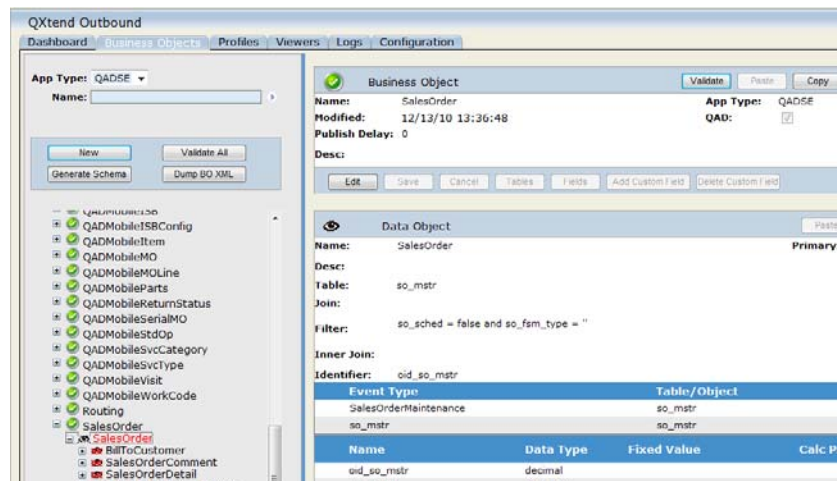 QXtend Outbound
Dashboard Business Objects Profiles Viewers Logs Configuration
App Type: QADSE
Name:
New Validate All
Generate Schema Dump BO XML
QADMobileISB
QADMobileISBConfig
QADMobileItem
QADMobileMO
QADMobileMOLine
QADMobileParts
QADMobileReturnStatus
QADMobileSerialMO
QADMobileStdOp
QADMobileSvcCategory
QADMobileSvcType
QADMobileVisit
QADMobileWorkCode
Routing
SalesOrder
SalesOrder
BillToCustomer
SalesOrderComment
SalesOrderDetail
Business Object Validate Paste Copy
Name: SalesOrder App Type: QADSE
Modified: 12/13/10 13:36:48 QAD:
Publish Delay: 0
Desc:
Edit Save Cancel Tables Fields Add Custom Field Delete Custom Field
Data Object Paste
Name: SalesOrder Primary
Desc:
Table: so_mstr
Join:
Filter: so_sched = false and so_fsm_type = ''
Inner Join:
Identifier: oid_so_mstr
Event Type Table/Object
SalesOrderMaintenance so_mstr
so_mstr so_mstr
Name Data Type Fixed Value Calc P
oid_so_mstr decimal